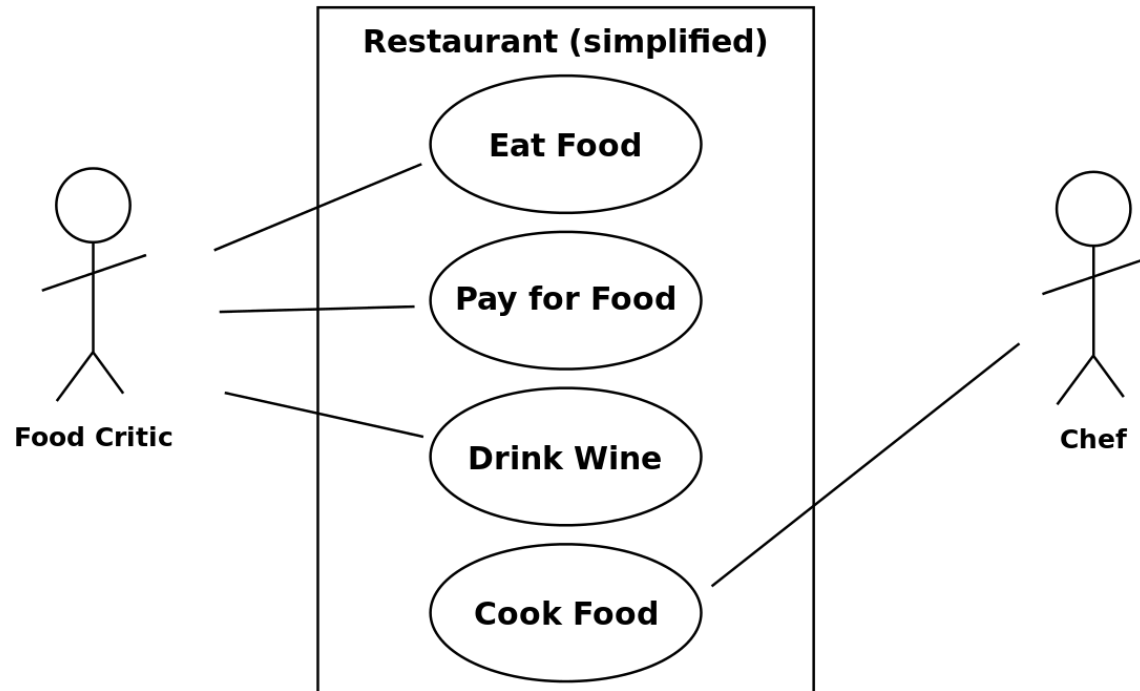 Restaurant (simplified)
Eat Food
Pay for Food
Drink Wine
Cook Food
Food Critic
Chef